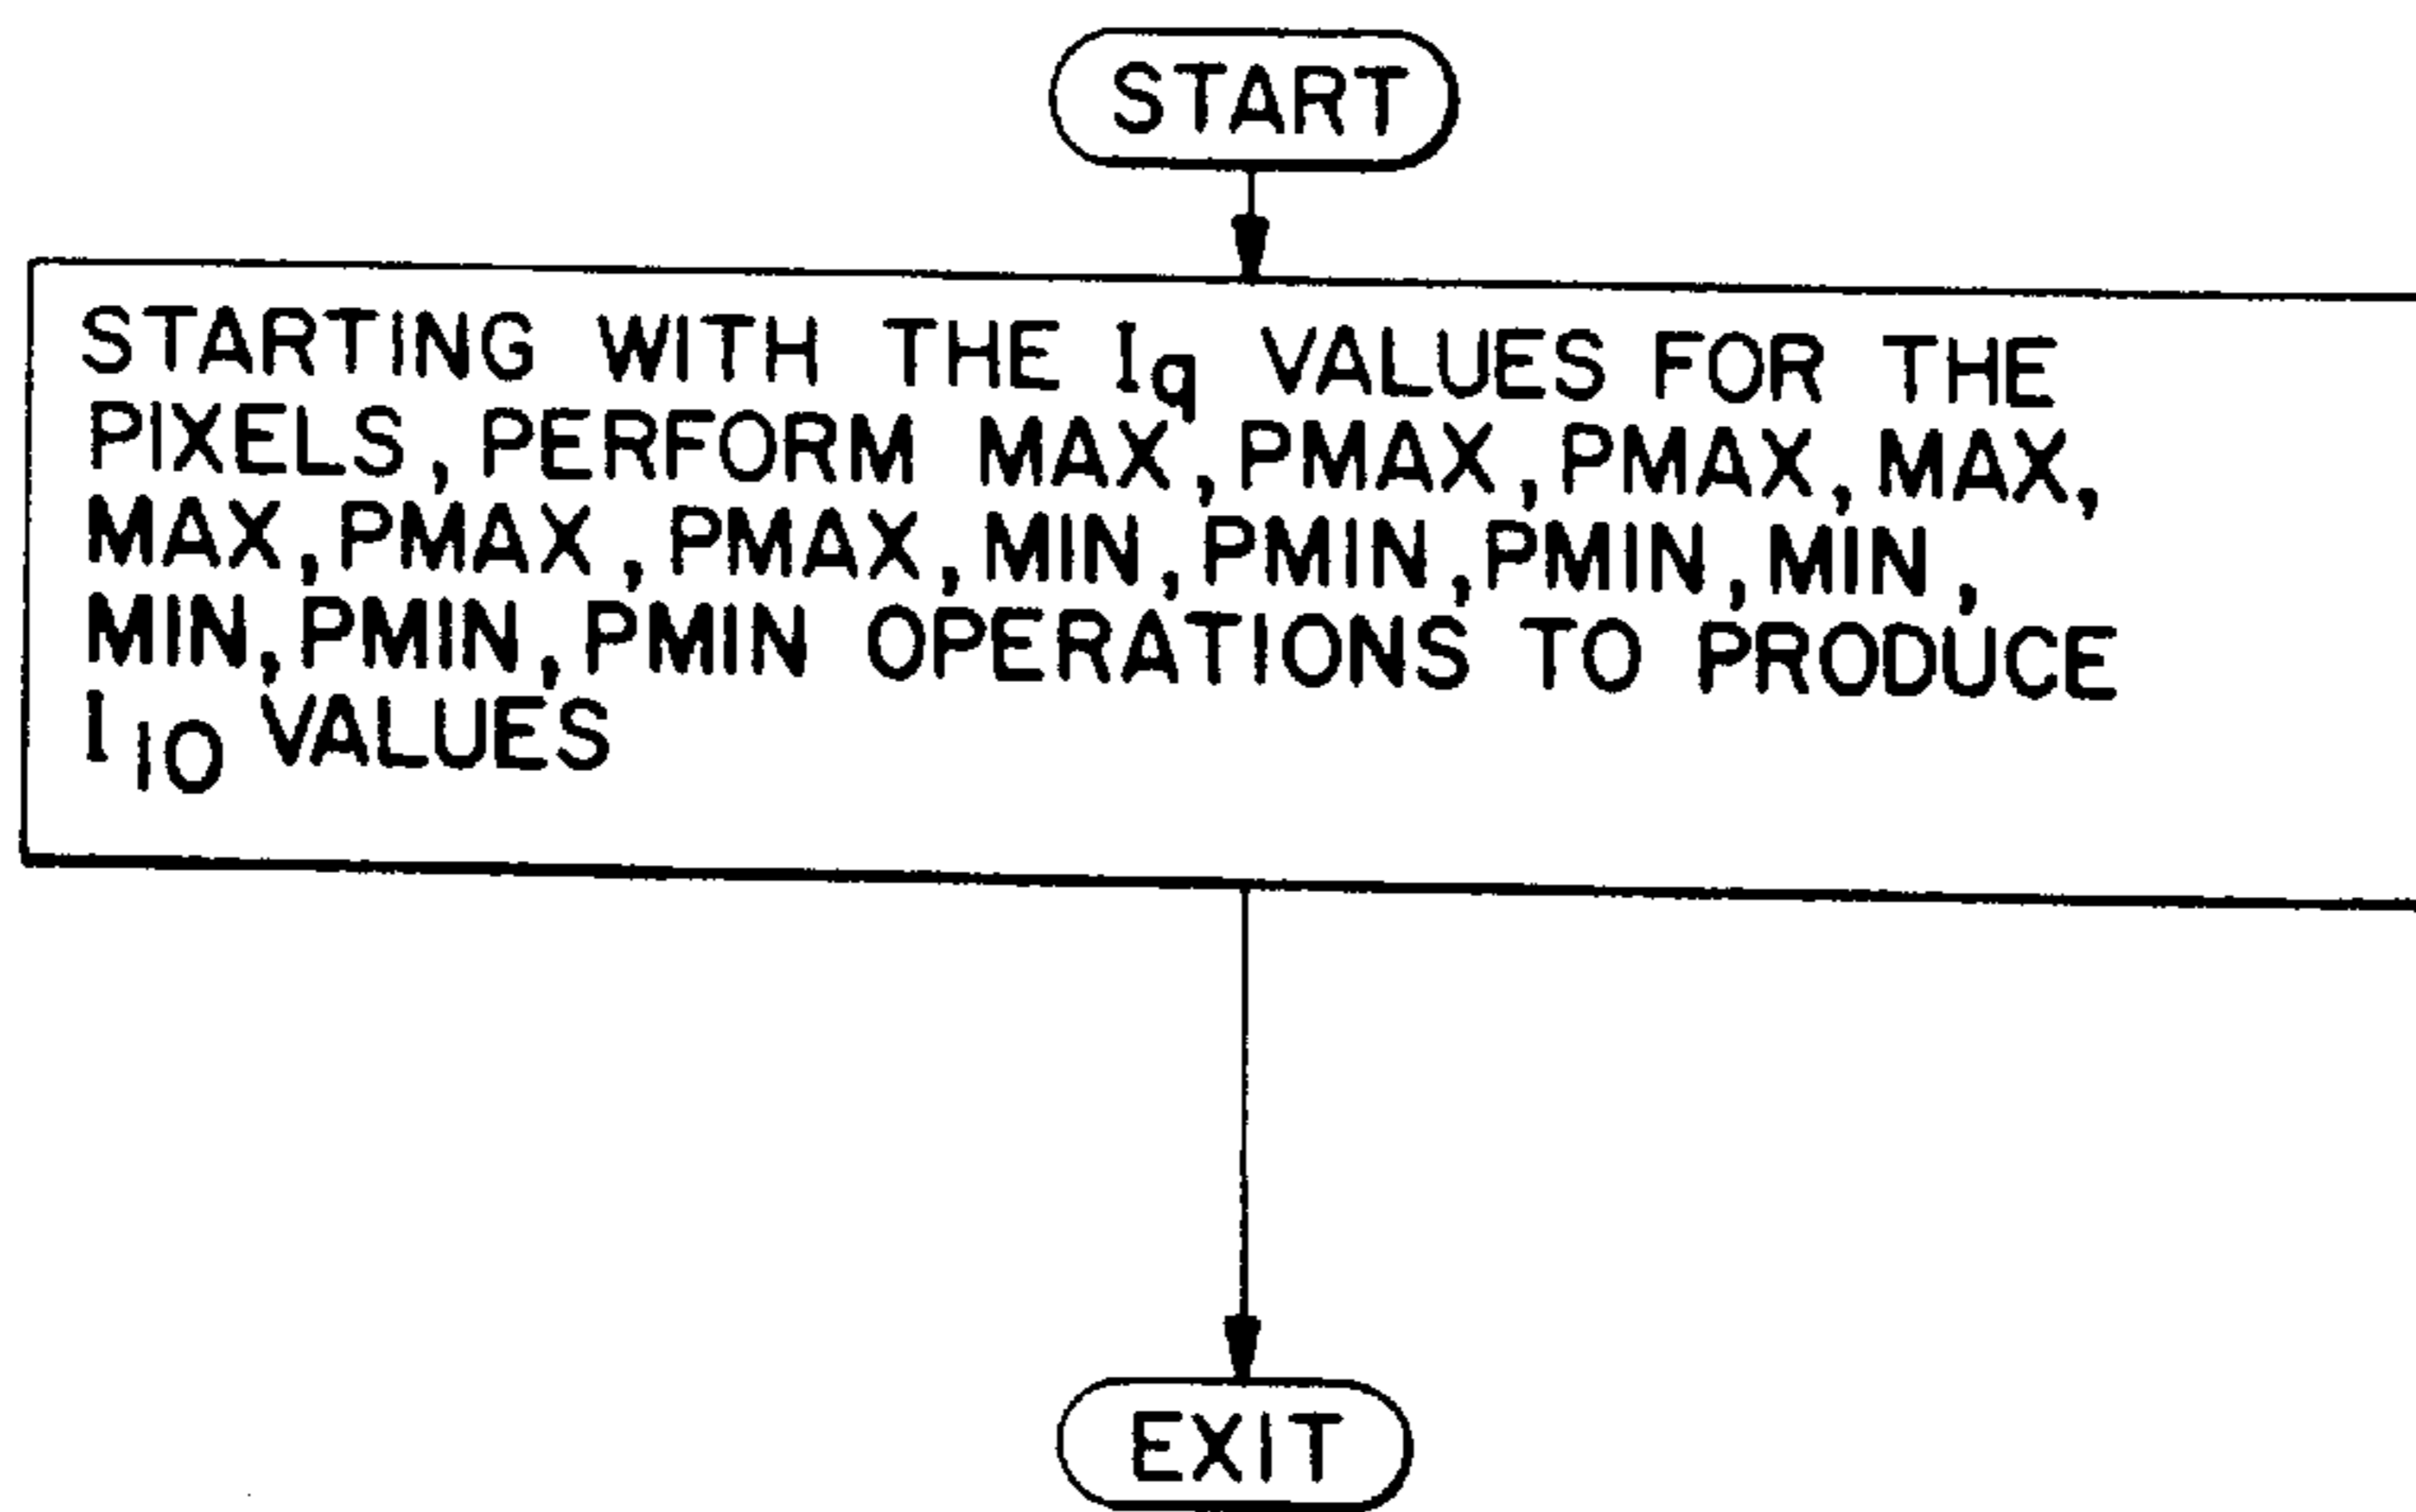 START
STARTING WITH THE Iq VALUES FOR THE
PIXELS, PERFORM MAX, PMAX, PMAX, MAX,
MAX, PMAX, PMAX, MIN, PMIN, PMIN, MIN,
MIN, PMIN, PMIN OPERATIONS TO PRODUCE
I10 VALUES
EXIT